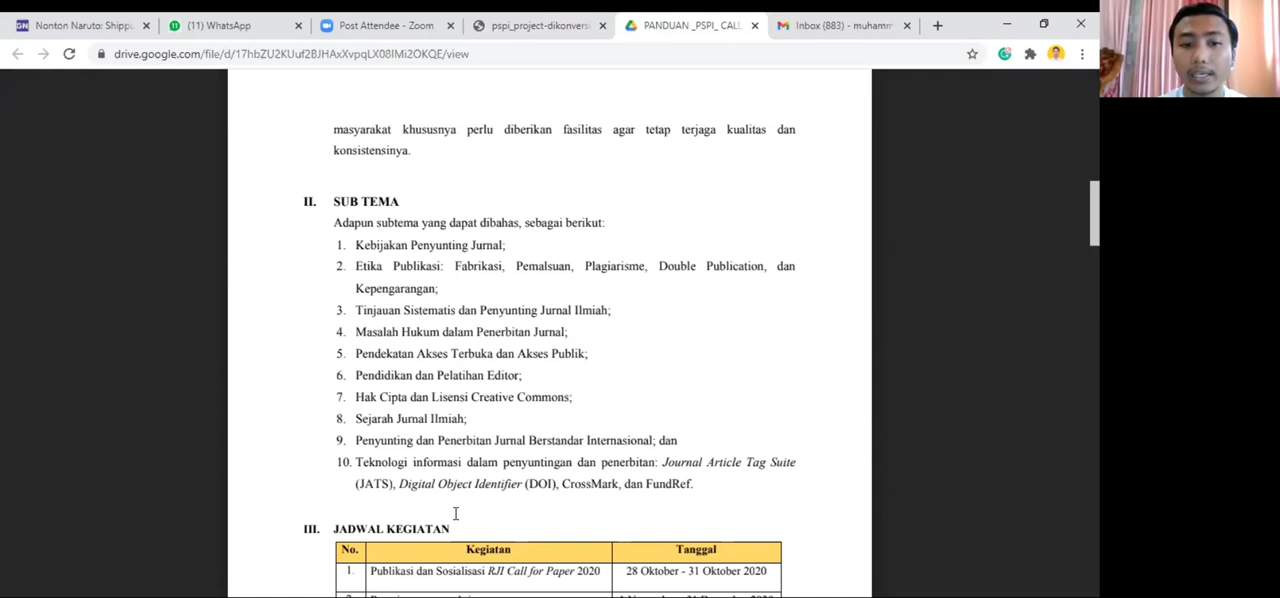 Nonton Naruto: Shippu
(11) WhatsApp
Post Attendee - Zoom
pspi_project-dikonvers
PANDUAN _PSPI_ CALL
Inbox (883) - muhamm
drive.google.com/file/d/17hbZU2KUuf2BJHAxXvpqLX08IMi2OKQE/view
masyarakat khususnya perlu diberikan fasilitas agar tetap terjaga kualitas dan
konsistensinya.
II. SUB TEMA
Adapun subtema yang dapat dibahas, sebagai berikut:
1. Kebijakan Penyunting Jurnal;
2. Etika Publikasi: Fabrikasi, Pemalsuan, Plagiarisme, Double Publication, dan
Kepengarangan;
3. Tinjauan Sistematis dan Penyunting Jurnal Ilmiah;
4. Masalah Hukum dalam Penerbitan Jurnal;
5. Pendekatan Akses Terbuka dan Akses Publik;
6. Pendidikan dan Pelatihan Editor;
7. Hak Cipta dan Lisensi Creative Commons;
8. Sejarah Jurnal Ilmiah;
9. Penyunting dan Penerbitan Jurnal Berstandar Internasional; dan
10. Teknologi informasi dalam penyuntingan dan penerbitan: Journal Article Tag Suite
(JATS), Digital Object Identifier (DOI), CrossMark, dan FundRef.
III. JADWAL KEGIATAN
No. Kegiatan Tanggal
1. Publikasi dan Sosialisasi RJI Call for Paper 2020 28 Oktober - 31 Oktober 2020